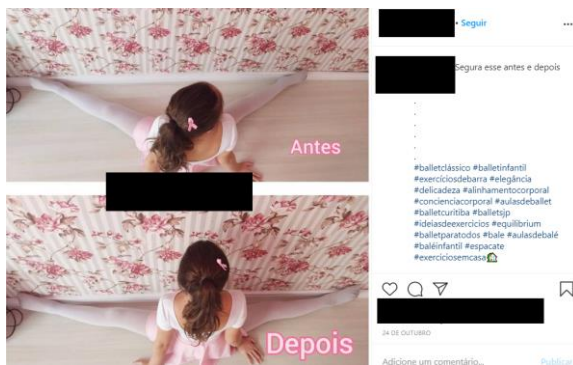 • Seguir
Segura esse antes e depois
.
.
.
.
.
.
Antes
#balletclássico #balletinfantil
#exercíciosdebarra #elegância
#delicadeza #alinhamentocorporal
#concienciacorporal #aulasdeballet
#balletcuritiba #balletsjp
#ideiasdeexercícios #equilibrium
#balletparatodos #bale #aulasdebalé
#baléinfantil #espacate
#exerciciosemcasa
Depois
24 DE OUTUBRO
Adicione um comentário...
Publicar